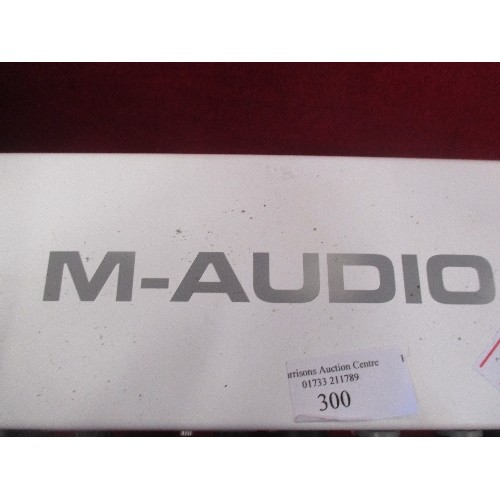 M-AUDIO
rrisons Auction Centre
01733 211789
300